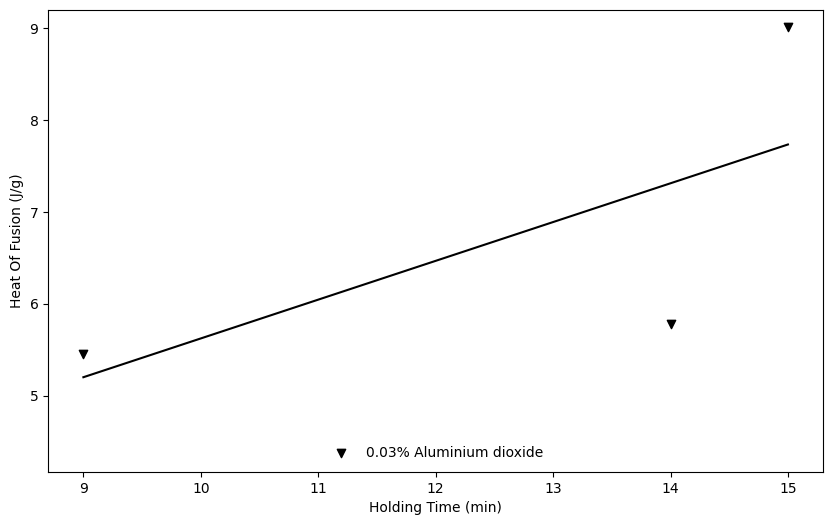 9
8
7
6
5
Heat Of Fusion (J/g)
0.03% Aluminium dioxide
9 10 11 12 13 14 15
Holding Time (min)